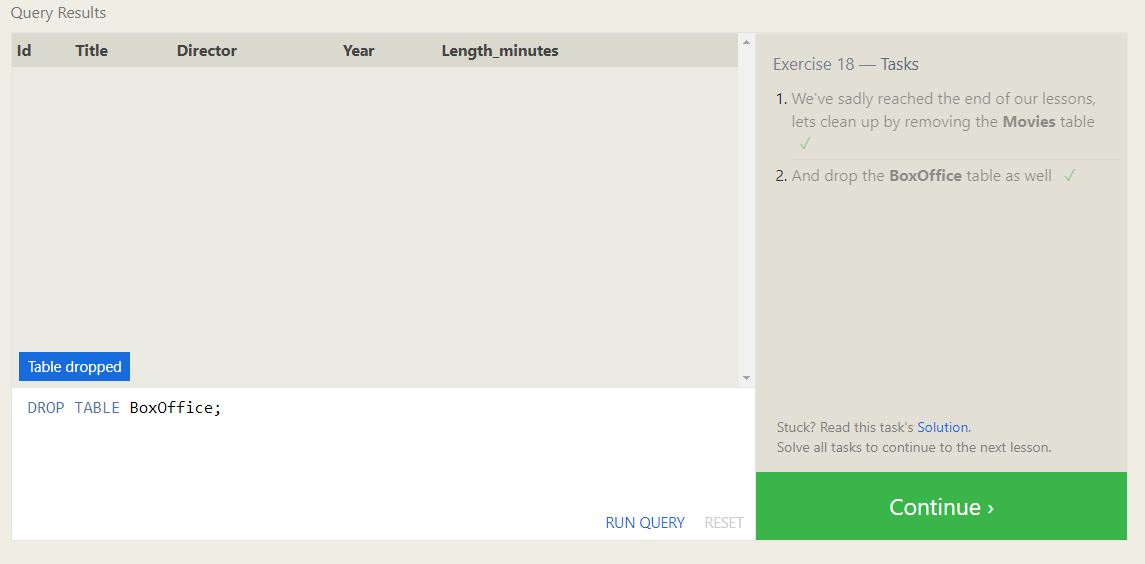 Query Results
Id Title Director Year Length_minutes
Table dropped
DROP TABLE BoxOffice;
RUN QUERY RESET
Exercise 18 — Tasks
1. We've sadly reached the end of our lessons,
lets clean up by removing the Movies table
✓
2. And drop the BoxOffice table as well ✓
Stuck? Read this task's Solution.
Solve all tasks to continue to the next lesson.
Continue ›